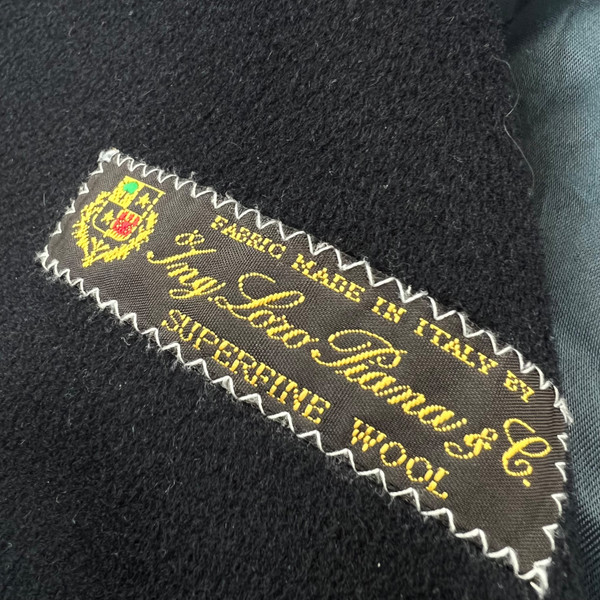 FABRIC MADE IN ITALY BY
Ing. Loro Piana & C.
SUPERFINE WOOL